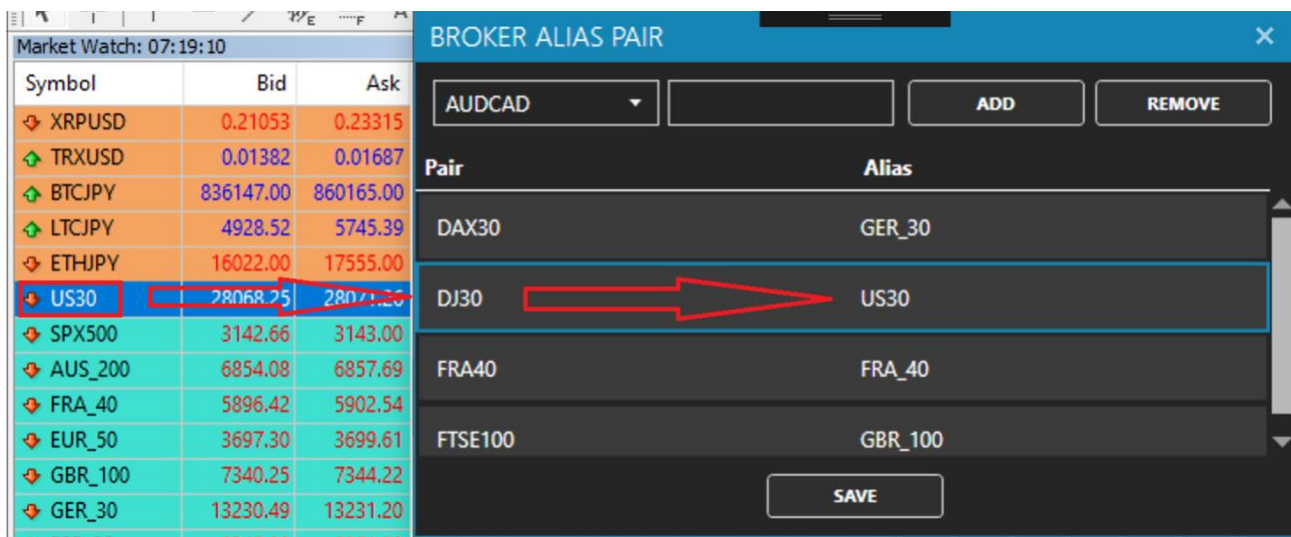 Market Watch: 07:19:10
Symbol Bid Ask
XRPUSD 0.21053 0.23315
TRXUSD 0.01382 0.01687
BTCJPY 836147.00 860165.00
LTCJPY 4928.52 5745.39
ETHJPY 16022.00 17555.00
US30 28068.25
SPX500 3142.66 3143.00
AUS_200 6854.08 6857.69
FRA_40 5896.42 5902.54
EUR_50 3697.30 3699.61
GBR_100 7340.25 7344.22
GER_30 13230.49 13231.20
BROKER ALIAS PAIR
AUDCAD ADD REMOVE
Pair Alias
DAX30 GER_30
DJ30 US30
FRA40 FRA_40
FTSE100 GBR_100
SAVE